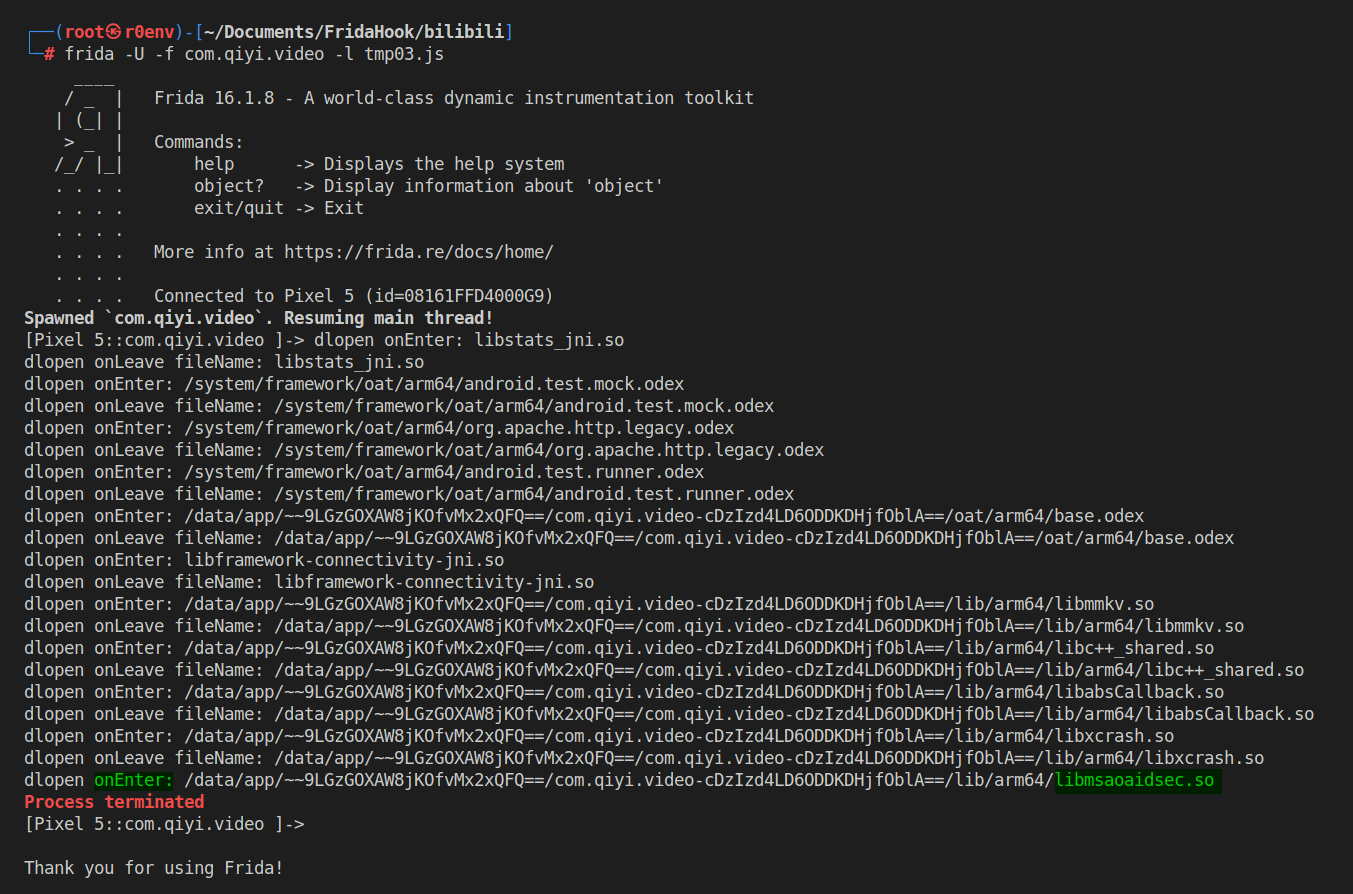 ┌──(root㉿r0env)-[~/Documents/FridaHook/bilibili]
└─# frida -U -f com.qiyi.video -l tmp03.js
     ____
    / _  |   Frida 16.1.8 - A world-class dynamic instrumentation toolkit
   | (_| |
    > _  |   Commands:
   /_/ |_|       help      -> Displays the help system
   . . . .       object?   -> Display information about 'object'
   . . . .       exit/quit -> Exit
   . . . .
   . . . .   More info at https://frida.re/docs/home/
   . . . .
   . . . .   Connected to Pixel 5 (id=08161FFD4000G9)
Spawned `com.qiyi.video`. Resuming main thread!
[Pixel 5::com.qiyi.video ]-> dlopen onEnter: libstats_jni.so
dlopen onLeave fileName: libstats_jni.so
dlopen onEnter: /system/framework/oat/arm64/android.test.mock.odex
dlopen onLeave fileName: /system/framework/oat/arm64/android.test.mock.odex
dlopen onEnter: /system/framework/oat/arm64/org.apache.http.legacy.odex
dlopen onLeave fileName: /system/framework/oat/arm64/org.apache.http.legacy.odex
dlopen onEnter: /system/framework/oat/arm64/android.test.runner.odex
dlopen onLeave fileName: /system/framework/oat/arm64/android.test.runner.odex
dlopen onEnter: /data/app/~~9LGzGOXAW8jKOfvMx2xQFQ==/com.qiyi.video-cDzIzd4LD6ODDKDHjfOblA==/oat/arm64/base.odex
dlopen onLeave fileName: /data/app/~~9LGzGOXAW8jKOfvMx2xQFQ==/com.qiyi.video-cDzIzd4LD6ODDKDHjfOblA==/oat/arm64/base.odex
dlopen onEnter: libframework-connectivity-jni.so
dlopen onLeave fileName: libframework-connectivity-jni.so
dlopen onEnter: /data/app/~~9LGzGOXAW8jKOfvMx2xQFQ==/com.qiyi.video-cDzIzd4LD6ODDKDHjfOblA==/lib/arm64/libmmkv.so
dlopen onLeave fileName: /data/app/~~9LGzGOXAW8jKOfvMx2xQFQ==/com.qiyi.video-cDzIzd4LD6ODDKDHjfOblA==/lib/arm64/libmmkv.so
dlopen onEnter: /data/app/~~9LGzGOXAW8jKOfvMx2xQFQ==/com.qiyi.video-cDzIzd4LD6ODDKDHjfOblA==/lib/arm64/libc++_shared.so
dlopen onLeave fileName: /data/app/~~9LGzGOXAW8jKOfvMx2xQFQ==/com.qiyi.video-cDzIzd4LD6ODDKDHjfOblA==/lib/arm64/libc++_shared.so
dlopen onEnter: /data/app/~~9LGzGOXAW8jKOfvMx2xQFQ==/com.qiyi.video-cDzIzd4LD6ODDKDHjfOblA==/lib/arm64/libabsCallback.so
dlopen onLeave fileName: /data/app/~~9LGzGOXAW8jKOfvMx2xQFQ==/com.qiyi.video-cDzIzd4LD6ODDKDHjfOblA==/lib/arm64/libabsCallback.so
dlopen onEnter: /data/app/~~9LGzGOXAW8jKOfvMx2xQFQ==/com.qiyi.video-cDzIzd4LD6ODDKDHjfOblA==/lib/arm64/libxcrash.so
dlopen onLeave fileName: /data/app/~~9LGzGOXAW8jKOfvMx2xQFQ==/com.qiyi.video-cDzIzd4LD6ODDKDHjfOblA==/lib/arm64/libxcrash.so
dlopen onEnter: /data/app/~~9LGzGOXAW8jKOfvMx2xQFQ==/com.qiyi.video-cDzIzd4LD6ODDKDHjfOblA==/lib/arm64/libmsaoaidsec.so
Process terminated
[Pixel 5::com.qiyi.video ]->
Thank you for using Frida!